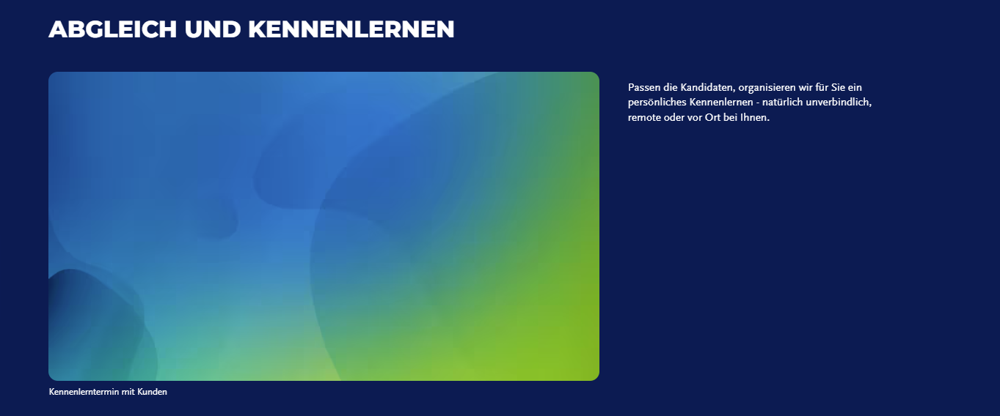 ABGLEICH UND KENNENLERNEN
Passen die Kandidaten, organisieren wir für Sie ein
persönliches Kennenlernen - natürlich unverbindlich,
remote oder vor Ort bei Ihnen.
Kennenlerntermin mit Kunden